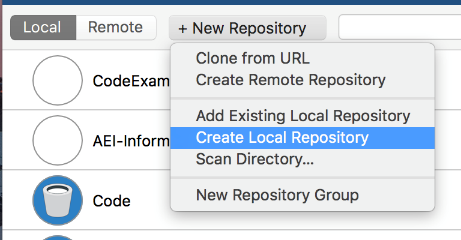 Local Remote + New Repository
Clone from URL
CodeExam
Create Remote Repository
Add Existing Local Repository
AEI-Inform
Create Local Repository
Scan Directory...
Code
New Repository Group